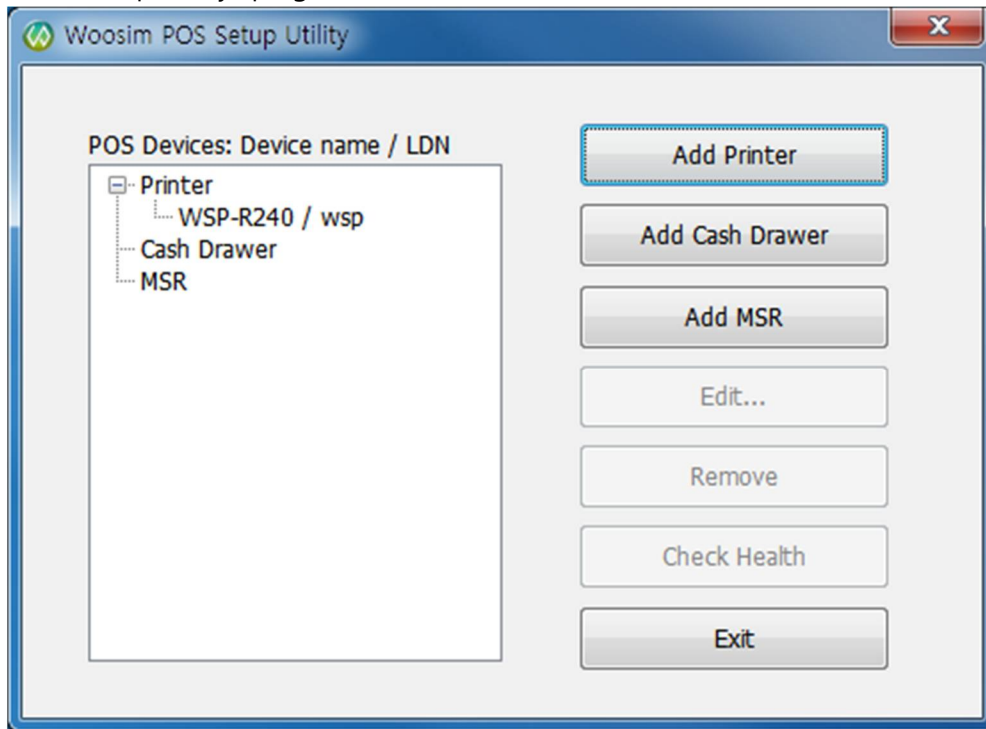 Woosim POS Setup Utility
POS Devices: Device name / LDN
Printer
WSP-R240 / wsp
Cash Drawer
MSR
Add Printer
Add Cash Drawer
Add MSR
Edit...
Remove
Check Health
Exit